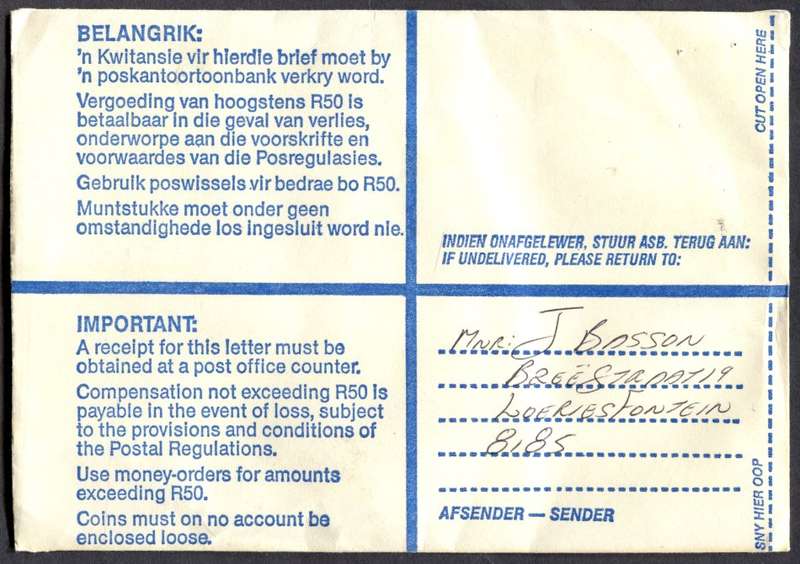 BELANGRIK:
'n Kwitansie vir hierdie brief moet by
'n poskantoortoonbank verkry word.
Vergoeding van hoogstens R50 is
betaalbaar in die geval van verlies,
onderworpe aan die voorskrifte en
voorwaardes van die Posregulasies.
Gebruik poswissels vir bedrae bo R50.
Muntstukke moet onder geen
omstandighede los ingesluit word nie.
IMPORTANT:
A receipt for this letter must be
obtained at a post office counter.
Compensation not exceeding R50 is
payable in the event of loss, subject
to the provisions and conditions of
the Postal Regulations.
Use money-orders for amounts
exceeding R50.
Coins must on no account be
enclosed loose.
INDIEN ONAFGELEWER, STUUR ASB. TERUG AAN:
IF UNDELIVERED, PLEASE RETURN TO:
MNR: J BASSON
BREËSTRAAT 19
LOERIESFONTEIN
8185
AFSENDER — SENDER
CUT OPEN HERE
SNY HIER OOP